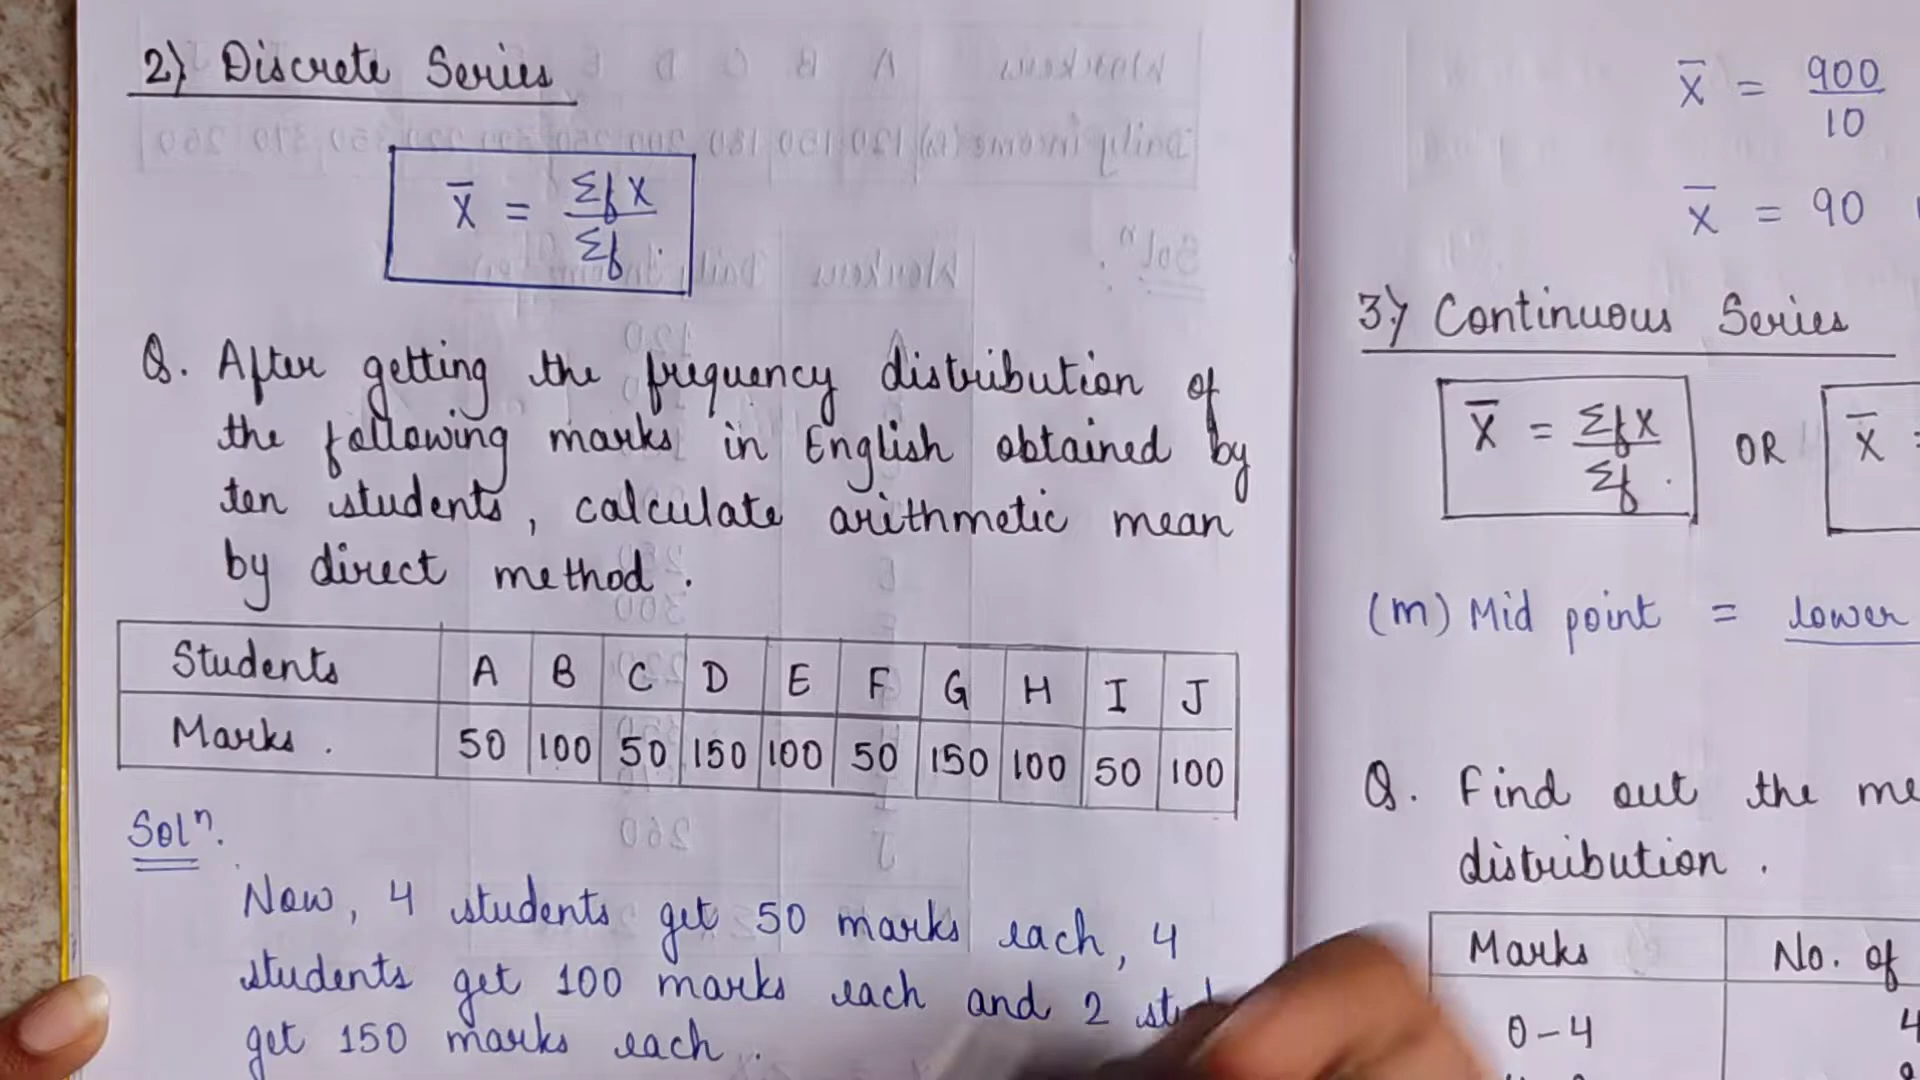 2) Discrete Series
X̄ = Σfx
Σf
Q. After getting the frequency distribution of
the following marks in English obtained by
ten students, calculate arithmetic mean
by direct method.
Students A B C D E F G H I J
Marks. 50 100 50 150 100 50 150 100 50 100
Solⁿ.
Now, 4 students get 50 marks each, 4
students get 100 marks each and 2
get 150 marks each.
X̄ = 900
10
X̄ = 90
3) Continuous Series
X̄ = Σfx OR X̄ =
Σf
(m) Mid point = lower
Q. Find out the
distribution.
Marks No. of
0-4 4